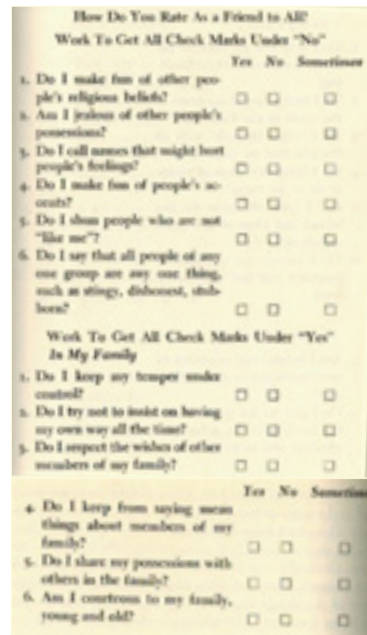 How Do You Rate As a Friend to All?
Work To Get All Check Marks Under "No"
Yes No Sometimes
1. Do I make fun of other peo-
ple's religious beliefs?
2. Am I jealous of other people's
possessions?
3. Do I call names that might hurt
people's feelings?
4. Do I make fun of people's ac-
cents?
5. Do I shun people who are not
"like me"?
6. Do I say that all people of any
one group are any one thing,
such as stingy, dishonest, stub-
born?
Work To Get All Check Marks Under "Yes"
In My Family
1. Do I keep my temper under
control?
2. Do I try not to insist on having
my own way all the time?
3. Do I respect the wishes of other
members of my family?
Yes No Sometime
4. Do I keep from saying mean
things about members of my
family?
5. Do I share my possessions with
others in the family?
6. Am I courteous to my family,
young and old?